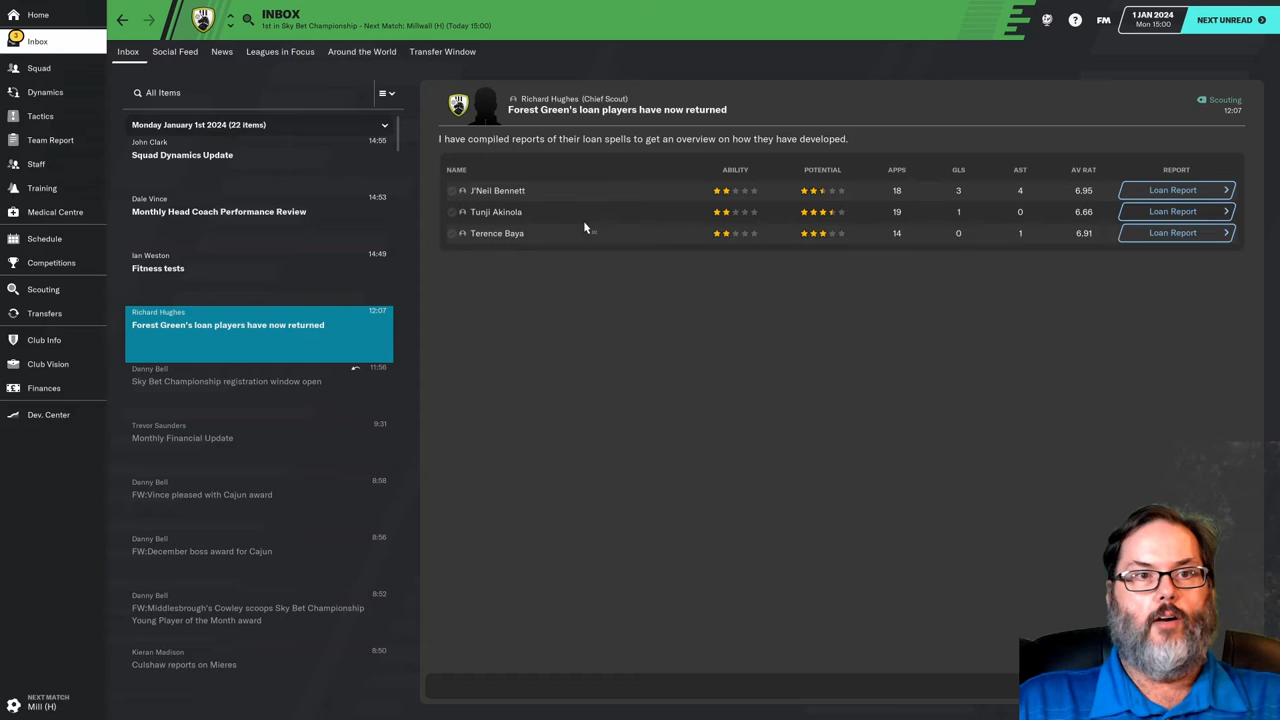 Home
INBOX
1st in Sky Bet Championship - Next Match: Millwall (H) (Today 15:00)
FM
1 JAN 2024
Mon 15:00
NEXT UNREAD
3
Inbox
Squad
Dynamics
Tactics
Team Report
Staff
Training
Medical Centre
Schedule
Competitions
Scouting
Transfers
Club Info
Club Vision
Finances
Dev. Center
NEXT MATCH
Mill (H)
Inbox Social Feed News Leagues in Focus Around the World Transfer Window
All Items
Monday January 1st 2024 (22 items)
John Clark 14:55
Squad Dynamics Update
Dale Vince 14:53
Monthly Head Coach Performance Review
Ian Weston 14:49
Fitness tests
Richard Hughes 12:07
Forest Green's loan players have now returned
Danny Bell 11:56
Sky Bet Championship registration window open
Trevor Saunders 9:31
Monthly Financial Update
Danny Bell 8:58
FW:Vince pleased with Cajun award
Danny Bell 8:56
FW:December boss award for Cajun
Danny Bell 8:52
FW:Middlesbrough's Cowley scoops Sky Bet Championship
Young Player of the Month award
Kieran Madison 8:50
Culshaw reports on Mieres
Richard Hughes (Chief Scout)
Forest Green's loan players have now returned
Scouting
12:07
I have compiled reports of their loan spells to get an overview on how they have developed.
NAME ABILITY POTENTIAL APPS GLS AST AV RAT REPORT
J'Neil Bennett 18 3 4 6.95 Loan Report
Tunji Akinola 19 1 0 6.66 Loan Report
Terence Baya 14 0 1 6.91 Loan Report